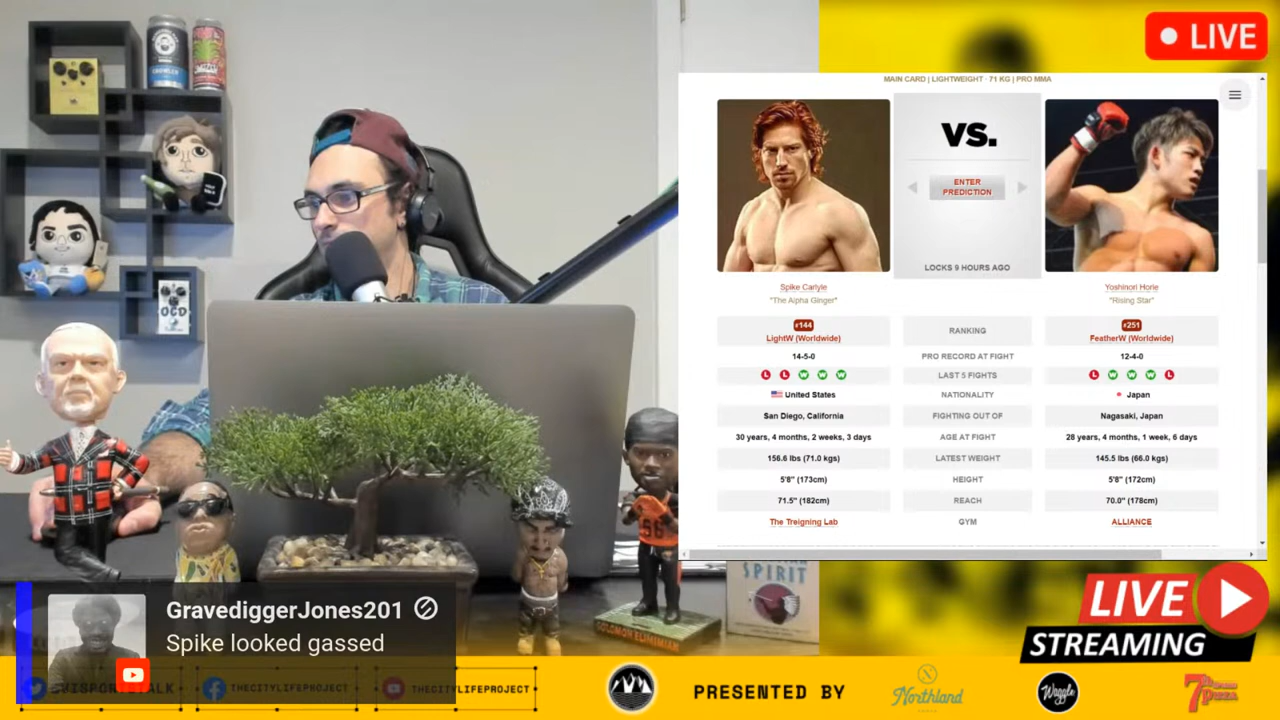 LIVE
MAIN CARD | LIGHTWEIGHT · 71 KG | PRO MMA
VS.
ENTER
PREDICTION
LOCKS 9 HOURS AGO
Spike Carlyle
"The Alpha Ginger"
Yoshinori Horie
"Rising Star"
#144
LightW (Worldwide)
RANKING
#251
FeatherW (Worldwide)
14-5-0
PRO RECORD AT FIGHT
12-4-0
L L W W W
LAST 5 FIGHTS
L W W W L
United States
NATIONALITY
Japan
San Diego, California
FIGHTING OUT OF
Nagasaki, Japan
30 years, 4 months, 2 weeks, 3 days
AGE AT FIGHT
28 years, 4 months, 1 week, 6 days
156.6 lbs (71.0 kgs)
LATEST WEIGHT
145.5 lbs (66.0 kgs)
5'8" (173cm)
HEIGHT
5'8" (172cm)
71.5" (182cm)
REACH
70.0" (178cm)
The Treigning Lab
GYM
ALLIANCE
OCD
56
SOLOMON ELIMIMIAN
SPIRIT
GravediggerJones201
Spike looked gassed
LIVE
STREAMING
THECITYLIFEPROJECT
THECITYLIFEPROJECT
PRESENTED BY
Northland
Waggle